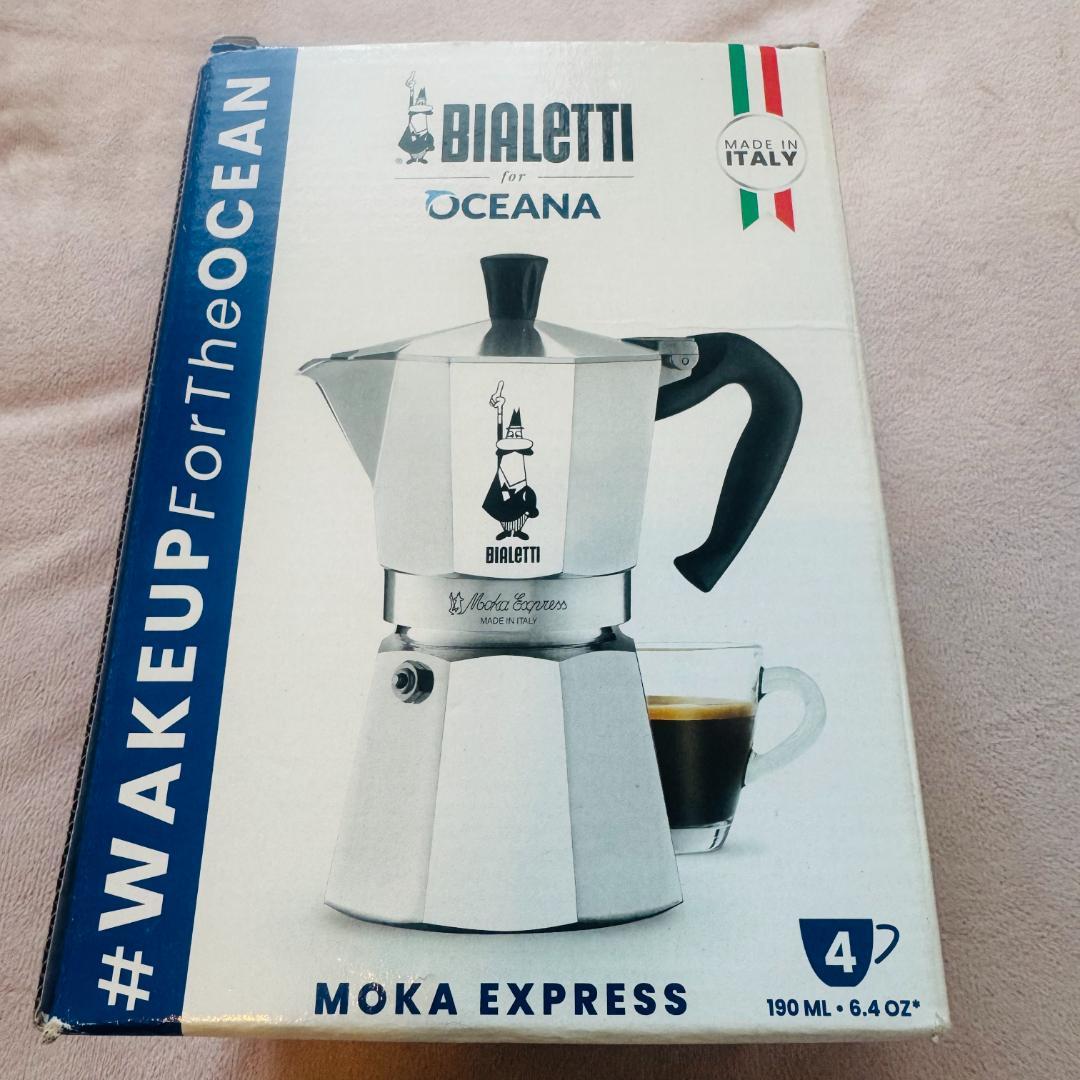 #WAKEUPForTheOCEAN
BIALETTI
for
OCEANA
MADE IN
ITALY
BIALETTI
Moka Express
MADE IN ITALY
4
MOKA EXPRESS
190 ML • 6.4 OZ*